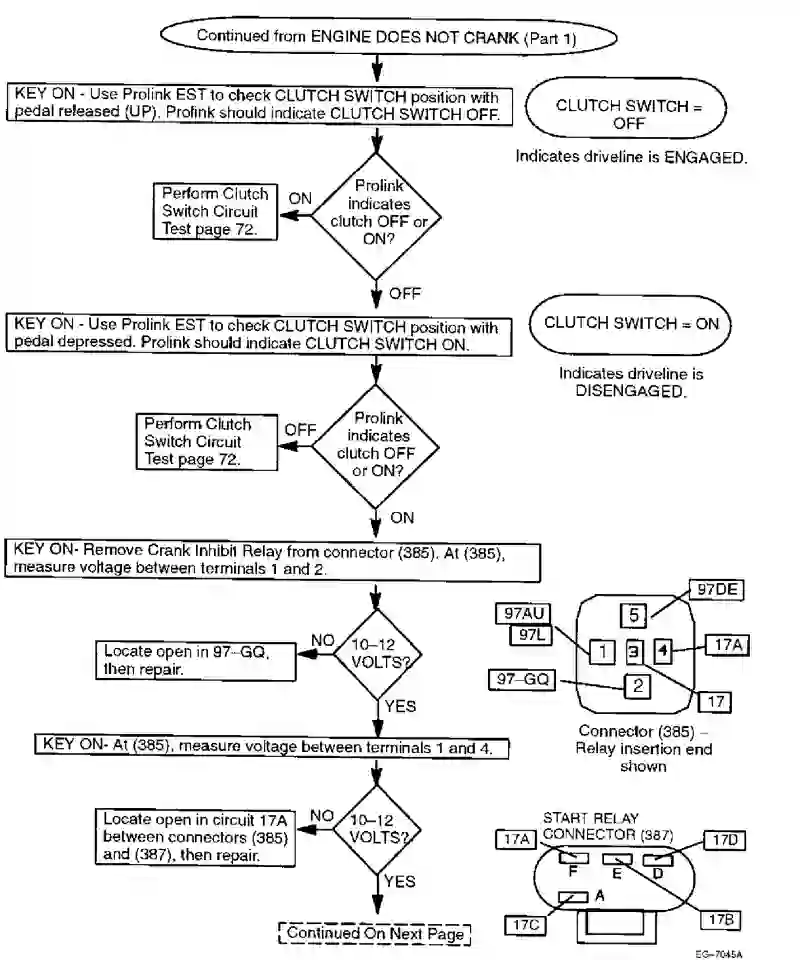 Continued from ENGINE DOES NOT CRANK (Part 1)
KEY ON - Use Prolink EST to check CLUTCH SWITCH position with
pedal released (UP). Prolink should indicate CLUTCH SWITCH OFF.
CLUTCH SWITCH =
OFF
Indicates driveline is ENGAGED.
Prolink
indicates
clutch OFF or
ON?
ON
Perform Clutch
Switch Circuit
Test page 72.
OFF
KEY ON - Use Prolink EST to check CLUTCH SWITCH position with
pedal depressed. Prolink should indicate CLUTCH SWITCH ON.
CLUTCH SWITCH = ON
Indicates driveline is
DISENGAGED.
Prolink
indicates
clutch OFF
or ON?
OFF
Perform Clutch
Switch Circuit
Test page 72.
ON
KEY ON- Remove Crank Inhibit Relay from connector (385). At (385),
measure voltage between terminals 1 and 2.
10–12
VOLTS?
NO
Locate open in 97–GQ,
then repair.
YES
97DE
97AU
97L
5
1
3
4
17A
97–GQ
2
17
Connector (385) –
Relay insertion end
shown
KEY ON- At (385), measure voltage between terminals 1 and 4.
10–12
VOLTS?
NO
Locate open in circuit 17A
between connectors (385)
and (387), then repair.
YES
Continued On Next Page
START RELAY
CONNECTOR (387)
17A
17D
F
E
D
A
17C
17B
EG–7045A